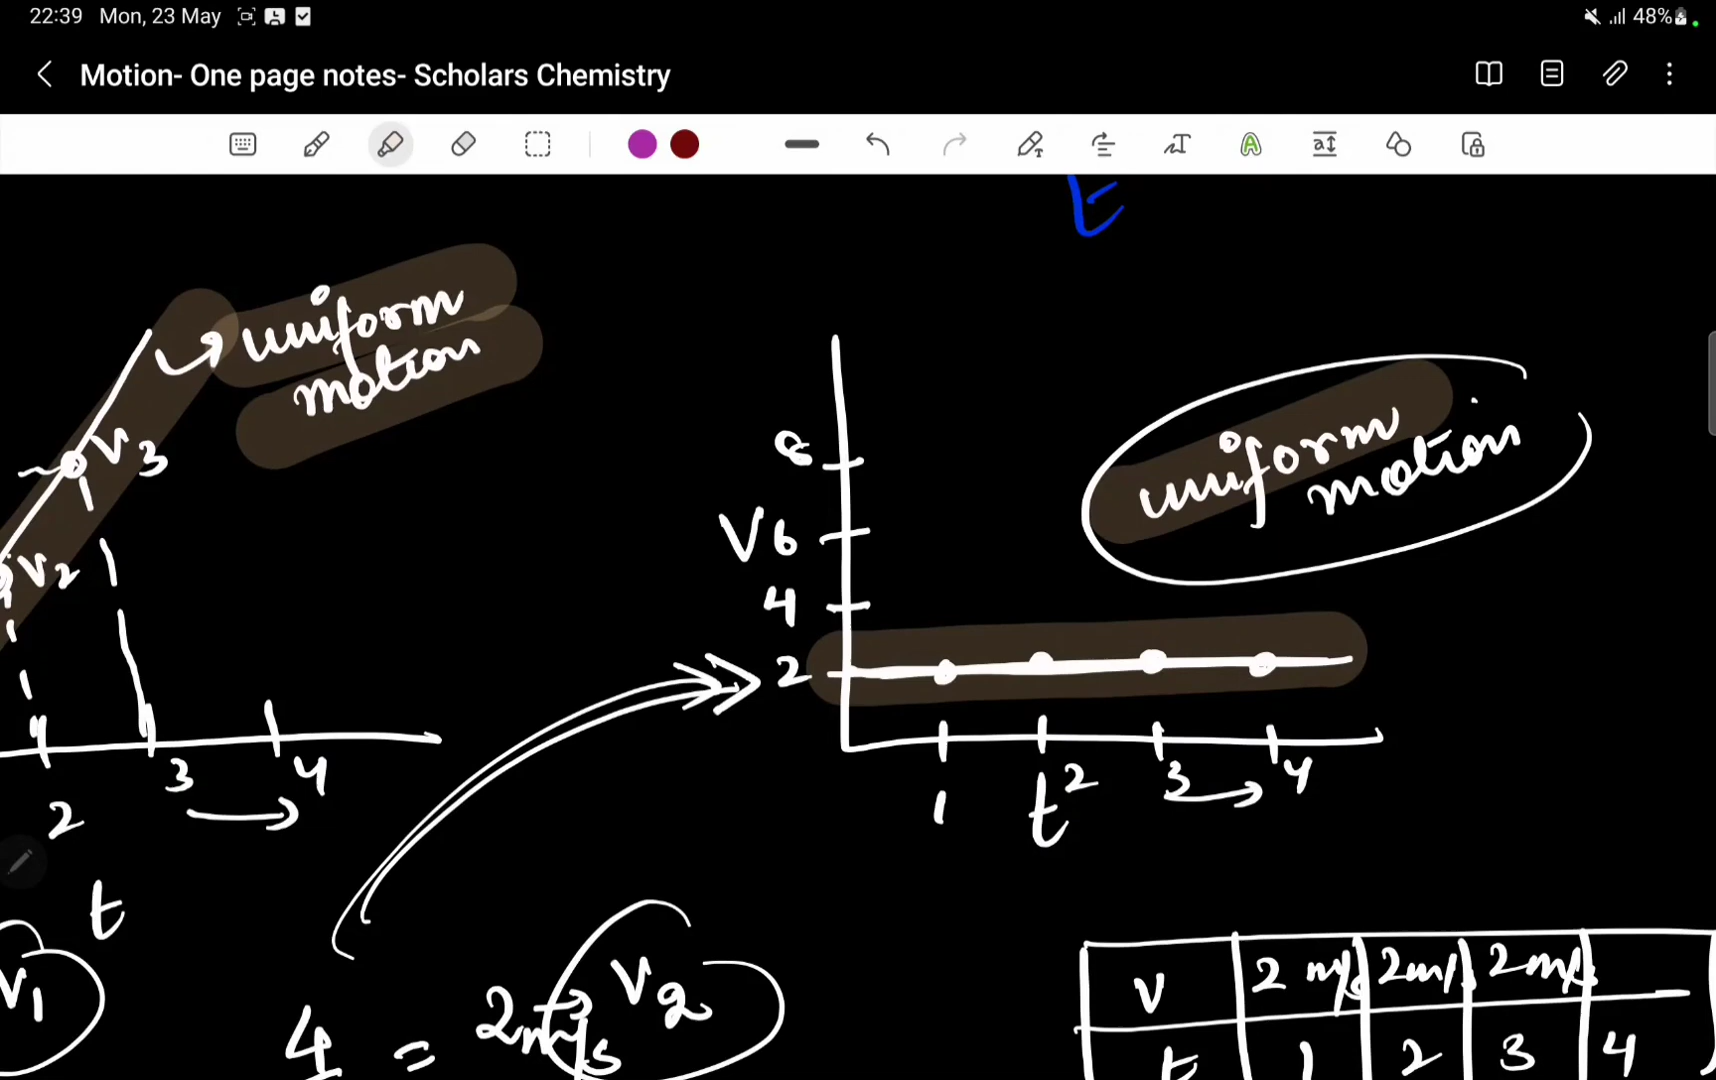 22:39 Mon, 23 May
48%
Motion- One page notes- Scholars Chemistry
t
uniform
motion
V3
V2
2
3
4
t
8
V 6
4
2
1
2
3
4
t
uniform
motion
V1
4 = 2m/s V2
V 2 m/s 2m/s 2m/s
t 1 2 3 4